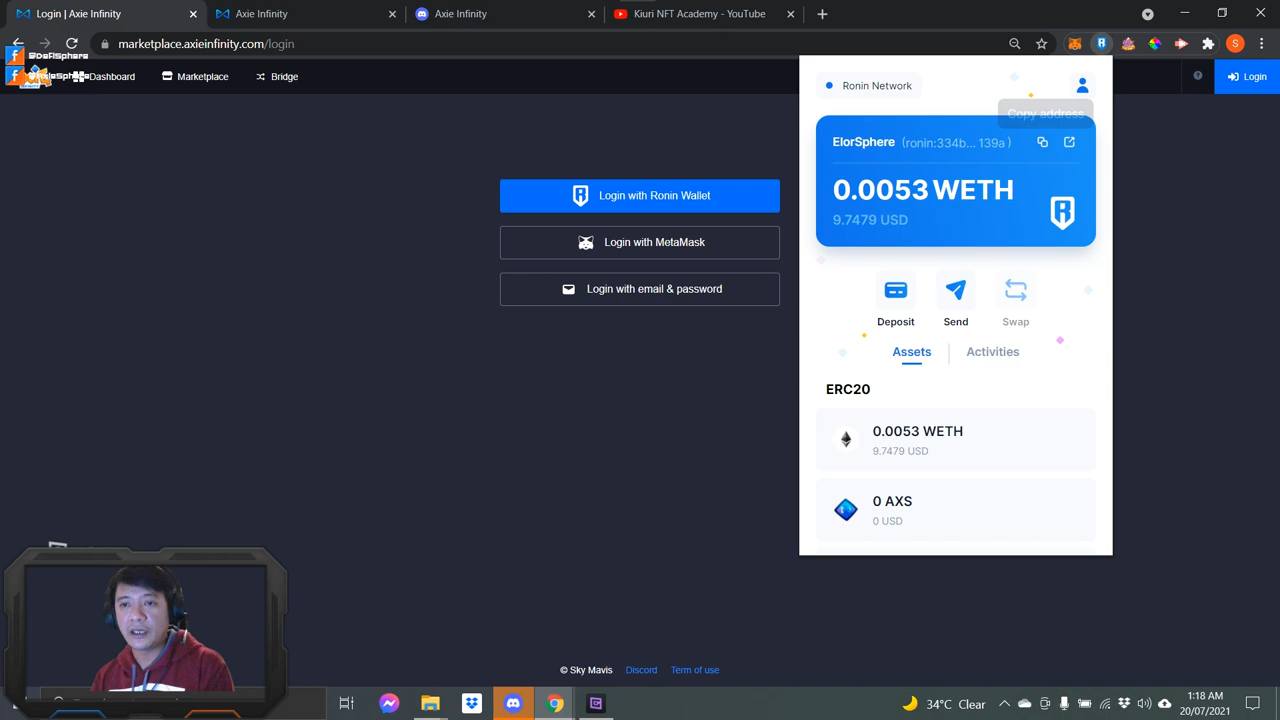 Login | Axie Infinity
Axie Infinity
Axie Infinity
Kiuri NFT Academy - YouTube
marketplace.axieinfinity.com/login
S
@DeFiSphere
Dashboard
Marketplace
Bridge
Login
Ronin Network
Copy address
ElorSphere (ronin:334b... 139a )
0.0053 WETH
9.7479 USD
Login with Ronin Wallet
Login with MetaMask
Login with email & password
Deposit
Send
Swap
Assets
Activities
ERC20
0.0053 WETH
9.7479 USD
0 AXS
0 USD
© Sky Mavis
Discord
Term of use
34°C Clear
1:18 AM
20/07/2021